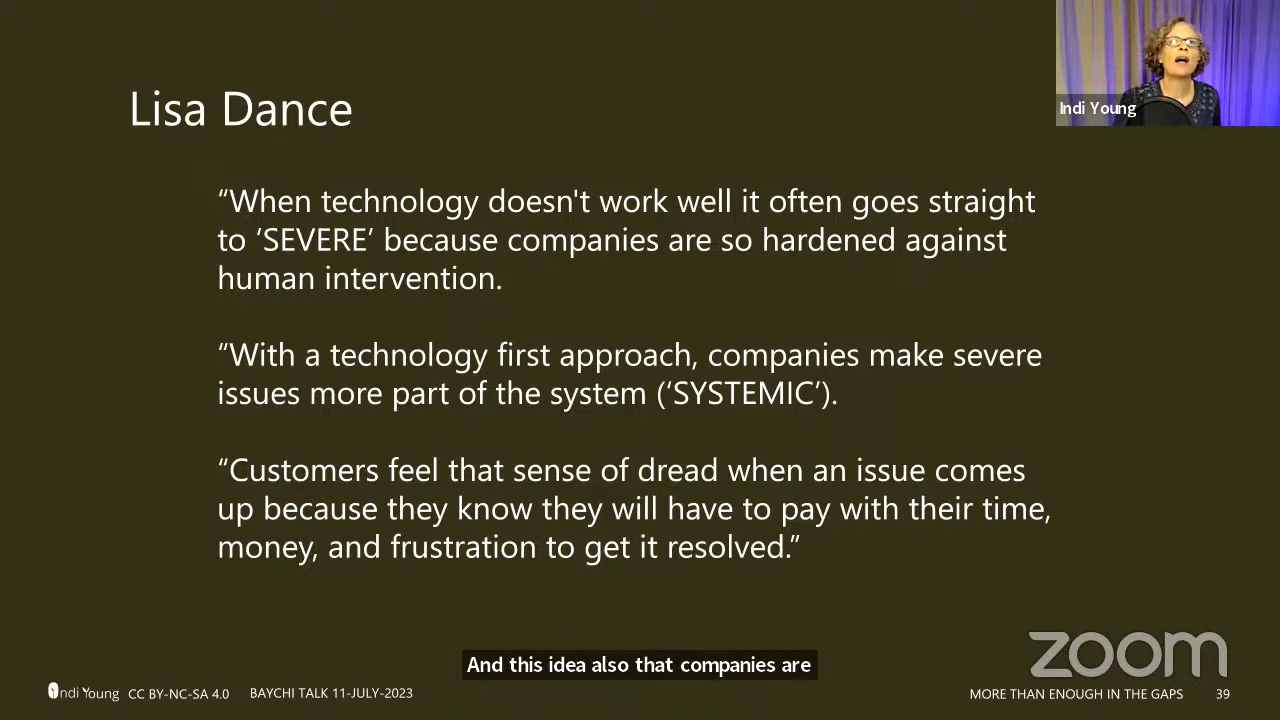 Indi Young
Lisa Dance
“When technology doesn't work well it often goes straight
to ‘SEVERE’ because companies are so hardened against
human intervention.
“With a technology first approach, companies make severe
issues more part of the system (‘SYSTEMIC’).
“Customers feel that sense of dread when an issue comes
up because they know they will have to pay with their time,
money, and frustration to get it resolved.”
zoom
And this idea also that companies are
Indi Young CC BY-NC-SA 4.0 BAYCHI TALK 11-JULY-2023 MORE THAN ENOUGH IN THE GAPS 39